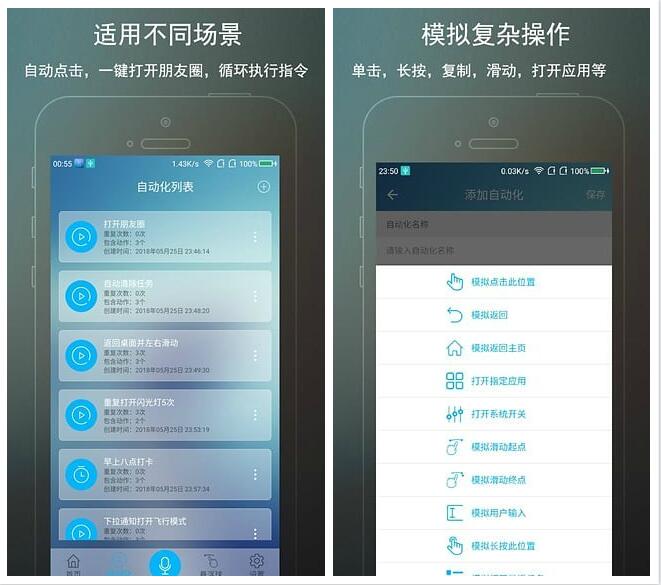 适用不同场景
自动点击，一键打开朋友圈，循环执行指令
00:55
1.43K/s
100%
自动化列表
打开朋友圈
重复次数：0次
包含动作：3个
创建时间：2018年05月25日 23:46:14
自动清除任务
重复次数：0次
包含动作：3个
创建时间：2018年05月25日 23:48:20
返回桌面并左右滑动
重复次数：3次
包含动作：3个
创建时间：2018年05月25日 23:49:30
重复打开闪光灯5次
重复次数：3次
包含动作：2个
创建时间：2018年05月25日 23:53:19
早上八点打卡
重复次数：0次
包含动作：3个
创建时间：2018年05月25日 23:57:34
下拉通知打开飞行模式
首页
悬浮球
设置
模拟复杂操作
单击，长按，复制，滑动，打开应用等
23:50
0.03K/s
100%
添加自动化
保存
自动化名称
请输入自动化名称
模拟点击此位置
模拟返回
模拟返回主页
打开指定应用
打开系统开关
模拟滑动起点
模拟滑动终点
模拟用户输入
模拟长按此位置